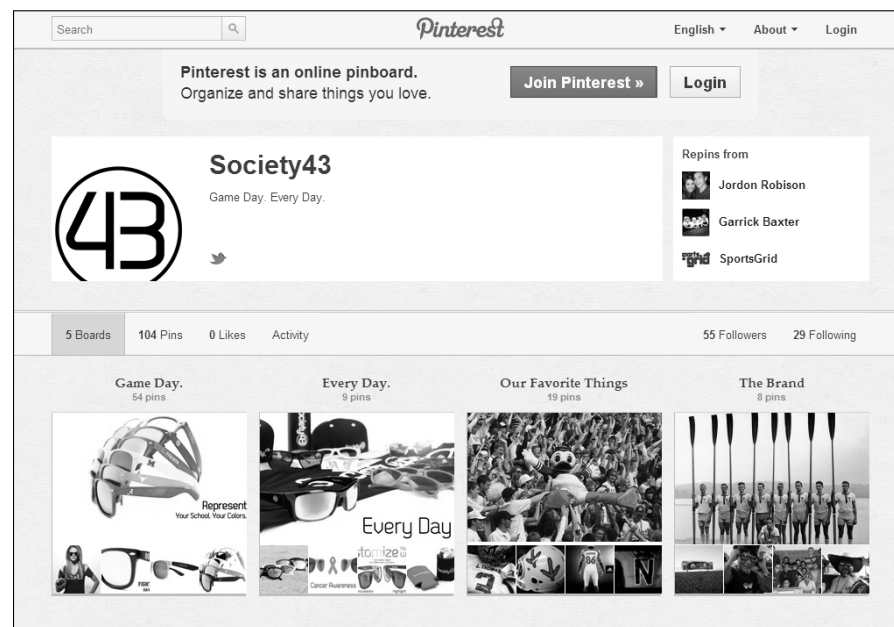 Search
Pinterest
English
About
Login
Pinterest is an online pinboard.
Organize and share things you love.
Join Pinterest »
Login
43
Society43
Game Day. Every Day.
Repins from
Jordon Robison
Garrick Baxter
sports grid
SportsGrid
5 Boards
104 Pins
0 Likes
Activity
55 Followers
29 Following
Game Day.
54 pins
Every Day.
9 pins
Our Favorite Things
19 pins
The Brand
8 pins
Represent
Your School. Your Colors.
Every Day
Cancer Awareness
N